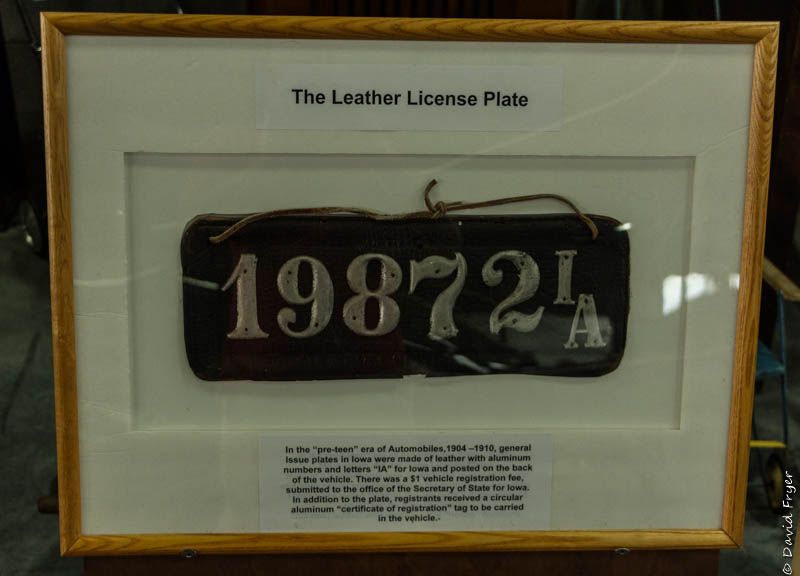 The Leather License Plate
19872 IA
In the “pre-teen” era of Automobiles,1904 –1910, general
Issue plates in Iowa were made of leather with aluminum
numbers and letters “IA” for Iowa and posted on the back
of the vehicle. There was a $1 vehicle registration fee,
submitted to the office of the Secretary of State for Iowa.
In addition to the plate, registrants received a circular
aluminum “certificate of registration” tag to be carried
in the vehicle.-
© David Fryer